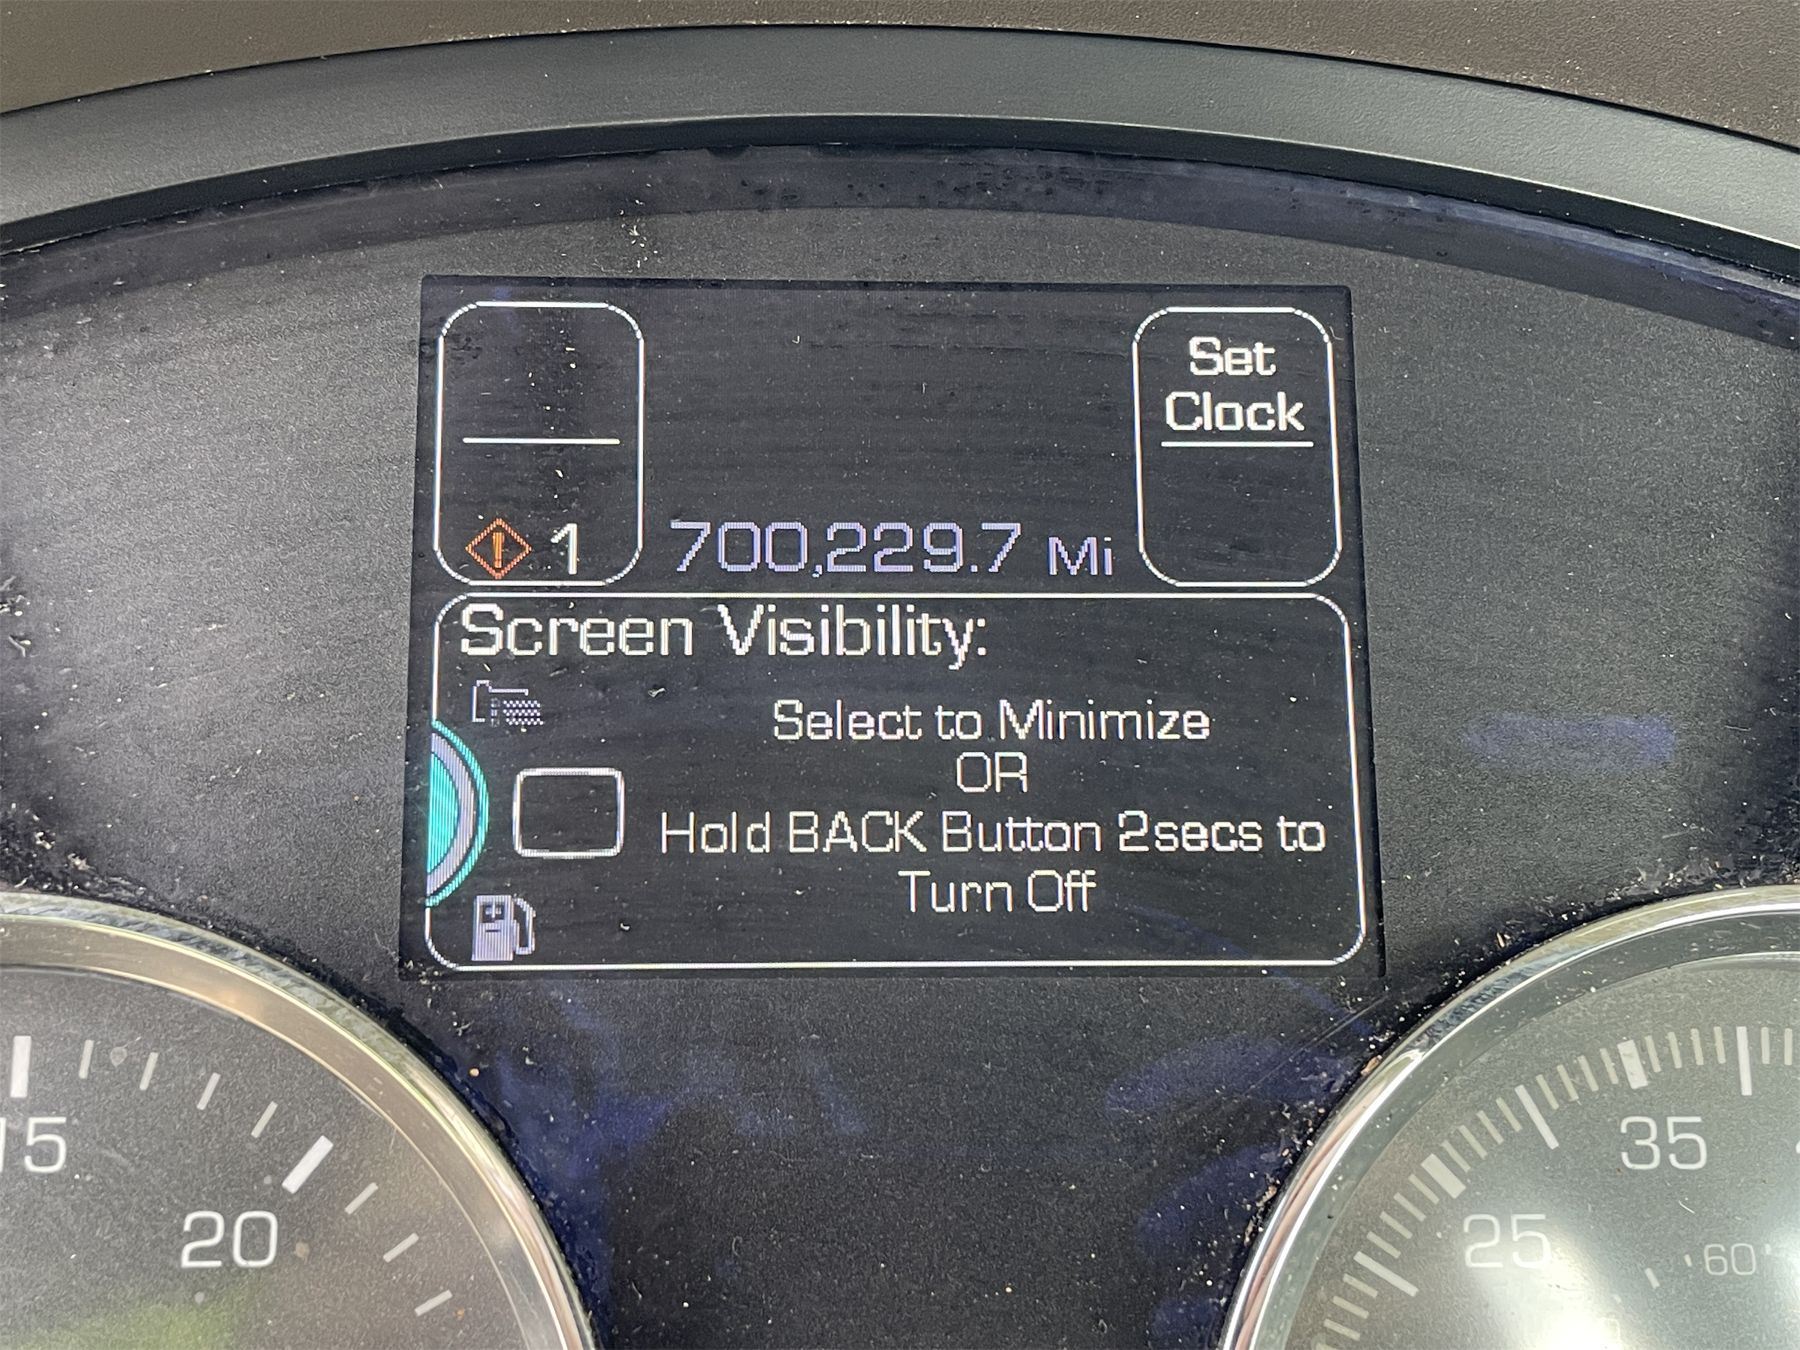 Set
Clock
1
700,229.7 Mi
Screen Visibility:
Select to Minimize
OR
Hold BACK Button 2secs to
Turn Off
15
20
35
25
60